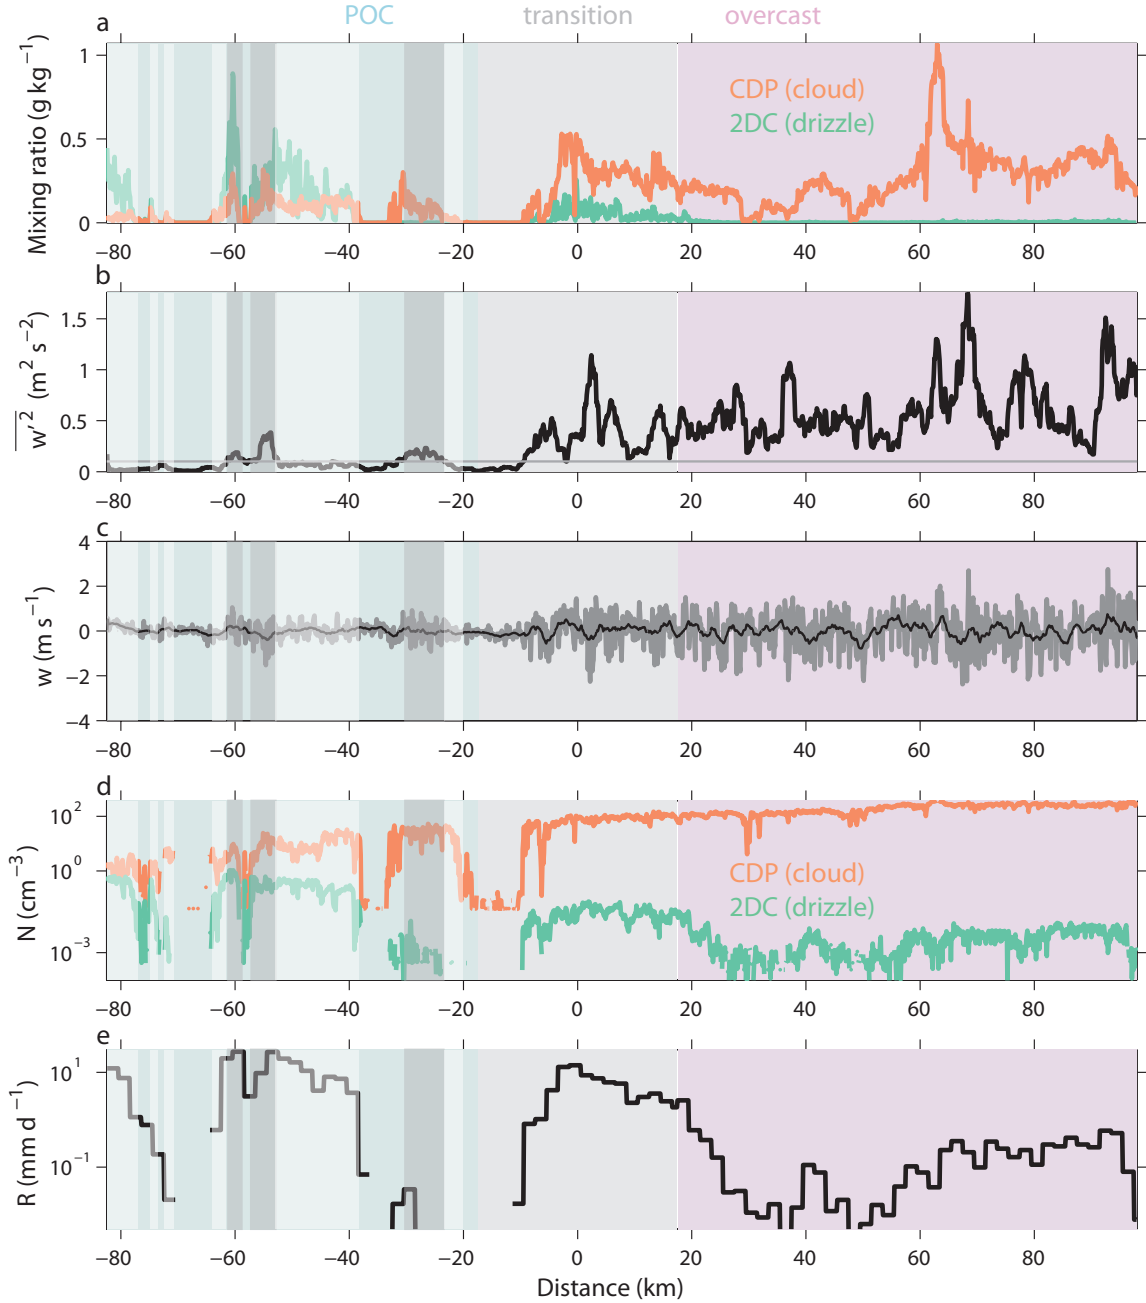 POC transition overcast
a
Mixing ratio (g kg⁻¹)
1
0.5
0
CDP (cloud)
2DC (drizzle)
−80 −60 −40 −20 0 20 40 60 80
b
w′² (m² s⁻²)
1.5
1
0.5
0
−80 −60 −40 −20 0 20 40 60 80
c
w (m s⁻¹)
4
2
0
−2
−4
−80 −60 −40 −20 0 20 40 60 80
d
N (cm⁻³)
10²
10⁰
10⁻³
CDP (cloud)
2DC (drizzle)
−80 −60 −40 −20 0 20 40 60 80
e
R (mm d⁻¹)
10¹
10⁻¹
−80 −60 −40 −20 0 20 40 60 80
Distance (km)